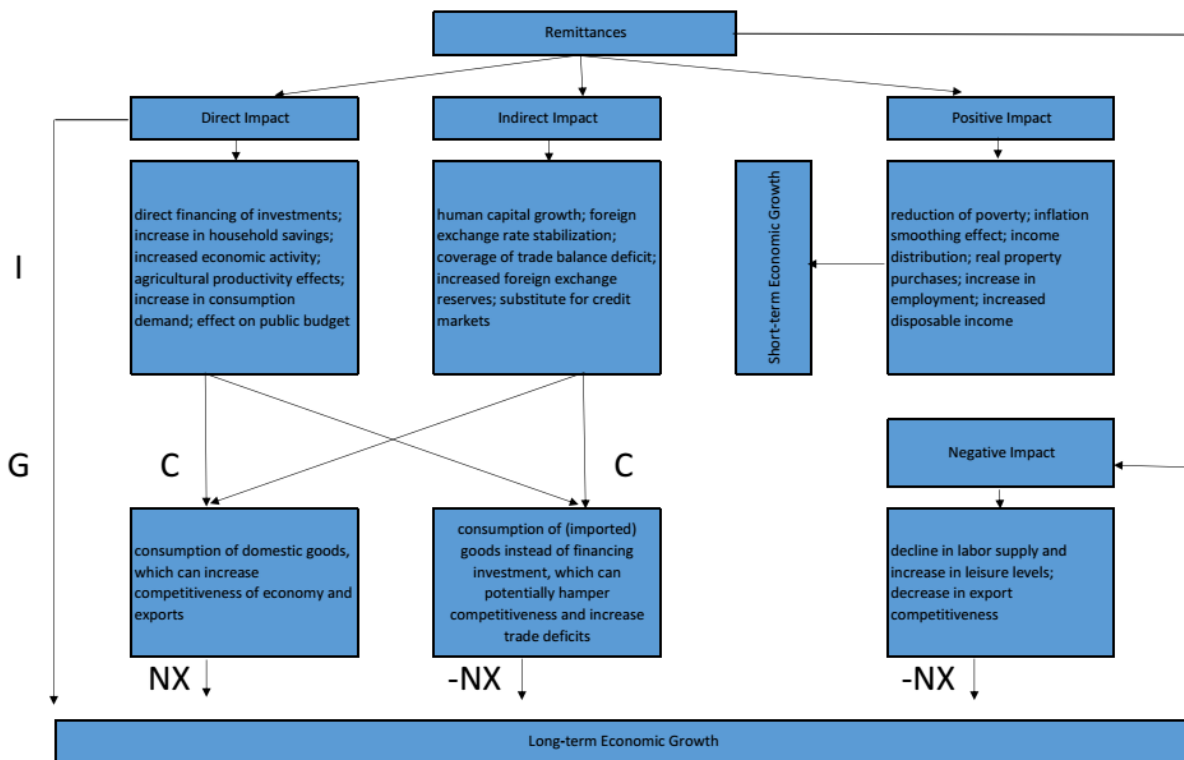 Remittances
Direct Impact
Indirect Impact
Positive Impact
direct financing of investments;
increase in household savings;
increased economic activity;
agricultural productivity effects;
increase in consumption
demand; effect on public budget
human capital growth; foreign
exchange rate stabilization;
coverage of trade balance deficit;
increased foreign exchange
reserves; substitute for credit
markets
Short-term Economic Growth
reduction of poverty; inflation
smoothing effect; income
distribution; real property
purchases; increase in
employment; increased
disposable income
I
G
C
C
Negative Impact
consumption of domestic goods,
which can increase
competitiveness of economy and
exports
consumption of (imported)
goods instead of financing
investment, which can
potentially hamper
competitiveness and increase
trade deficits
decline in labor supply and
increase in leisure levels;
decrease in export
competitiveness
NX
-NX
-NX
Long-term Economic Growth